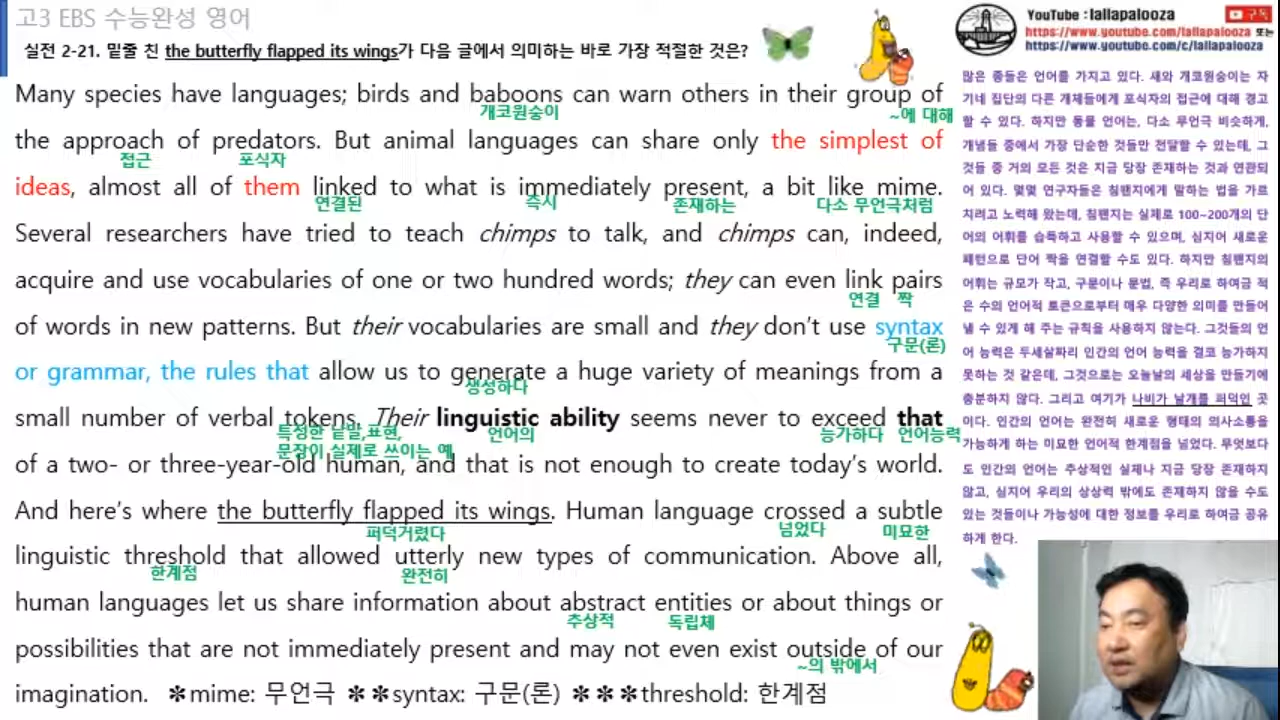 고3 EBS 수능완성 영어
실전 2-21. 밑줄 친 the butterfly flapped its wings가 다음 글에서 의미하는 바로 가장 적절한 것은?
YouTube : lallapalooza
구독
https://www.youtube.com/lallapalooza 또는
https://www.youtube.com/c/lallapalooza
Many species have languages; birds and baboons can warn others in their group of
개코원숭이 ~에 대해
the approach of predators. But animal languages can share only the simplest of
접근 포식자
ideas, almost all of them linked to what is immediately present, a bit like mime.
연결된 즉시 존재하는 다소 무언극처럼
Several researchers have tried to teach chimps to talk, and chimps can, indeed,
acquire and use vocabularies of one or two hundred words; they can even link pairs
연결 짝
of words in new patterns. But their vocabularies are small and they don't use syntax
구문(론)
or grammar, the rules that allow us to generate a huge variety of meanings from a
생성하다
small number of verbal tokens. Their linguistic ability seems never to exceed that
특정한 낱말,표현, 언어의 능가하다 언어능력
문장이 실제로 쓰이는 예
of a two- or three-year-old human, and that is not enough to create today's world.
And here's where the butterfly flapped its wings. Human language crossed a subtle
퍼덕거렸다 넘었다 미묘한
linguistic threshold that allowed utterly new types of communication. Above all,
한계점 완전히
human languages let us share information about abstract entities or about things or
추상적 독립체
possibilities that are not immediately present and may not even exist outside of our
~의 밖에서
imagination. ✻mime: 무언극 ✻✻syntax: 구문(론) ✻✻✻threshold: 한계점
많은 종들은 언어를 가지고 있다. 새와 개코원숭이는 자
기네 집단의 다른 개체들에게 포식자의 접근에 대해 경고
할 수 있다. 하지만 동물 언어는, 다소 무언극 비슷하게,
개념들 중에서 가장 단순한 것들만 전달할 수 있는데, 그
것들 중 거의 모든 것은 지금 당장 존재하는 것과 연관되
어 있다. 몇몇 연구자들은 침팬지에게 말하는 법을 가르
치려고 노력해 왔는데, 침팬지는 실제로 100~200개의 단
어의 어휘를 습득하고 사용할 수 있으며, 심지어 새로운
패턴으로 단어 짝을 연결할 수도 있다. 하지만 침팬지의
어휘는 규모가 작고, 구문이나 문법, 즉 우리로 하여금 적
은 수의 언어적 토큰으로부터 매우 다양한 의미를 만들어
낼 수 있게 해 주는 규칙을 사용하지 않는다. 그것들의 언
어 능력은 두세살짜리 인간의 언어 능력을 결코 능가하지
못하는 것 같은데, 그것으로는 오늘날의 세상을 만들기에
충분하지 않다. 그리고 여기가 나비가 날개를 퍼덕인 곳
이다. 인간의 언어는 완전히 새로운 형태의 의사소통을
가능하게 하는 미묘한 언어적 한계점을 넘었다. 무엇보다
도 인간의 언어는 추상적인 실체나 지금 당장 존재하지
않고, 심지어 우리의 상상력 밖에도 존재하지 않을 수도
있는 것들이나 가능성에 대한 정보를 우리로 하여금 공유
하게 한다.